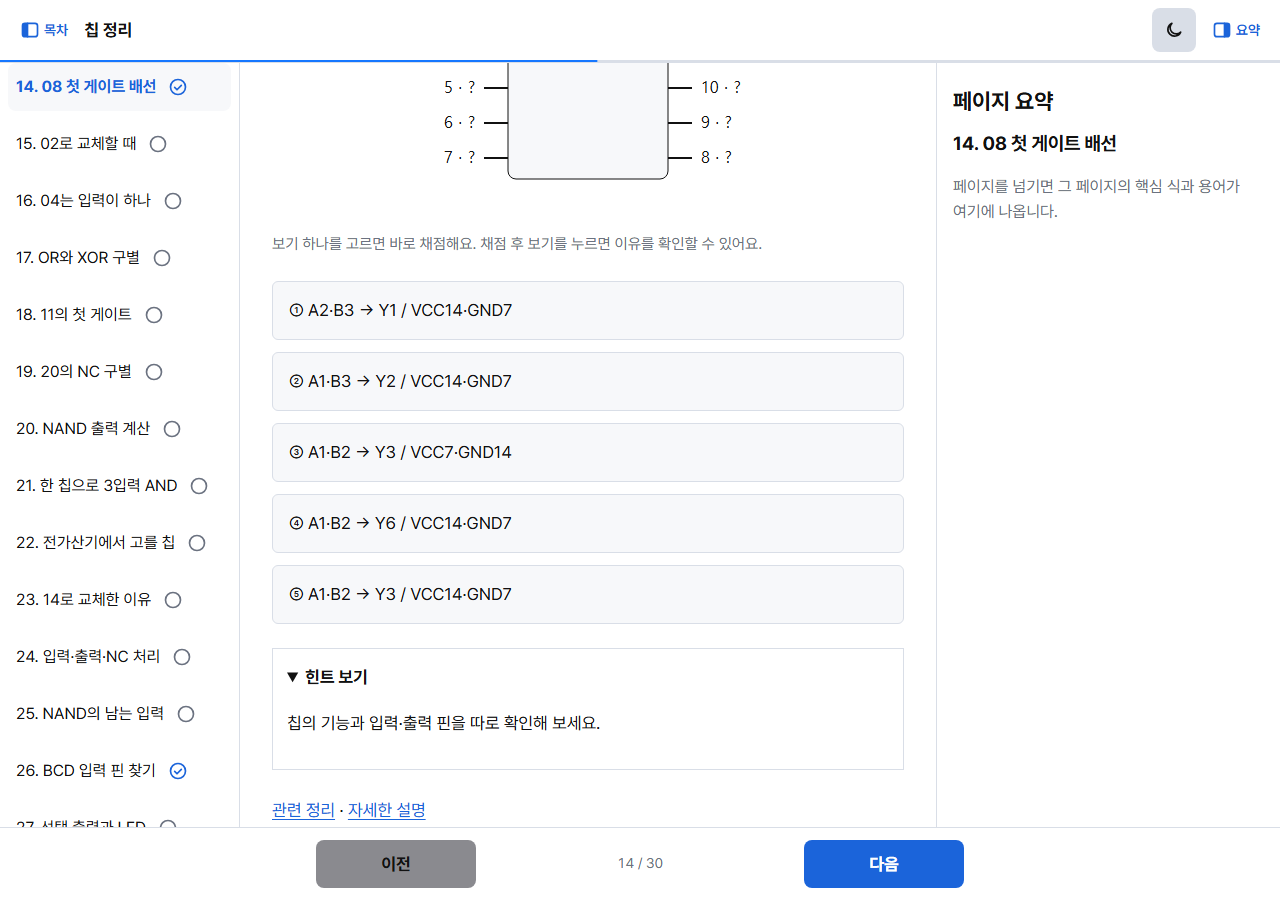 목차 칩 정리 요약
14. 08 첫 게이트 배선
15. 02로 교체할 때
16. 04는 입력이 하나
17. OR와 XOR 구별
18. 11의 첫 게이트
19. 20의 NC 구별
20. NAND 출력 계산
21. 한 칩으로 3입력 AND
22. 전가산기에서 고를 칩
23. 14로 교체한 이유
24. 입력·출력·NC 처리
25. NAND의 남는 입력
26. BCD 입력 핀 찾기
27. 선택 출력과 LED
5 · ? 10 · ?
6 · ? 9 · ?
7 · ? 8 · ?
보기 하나를 고르면 바로 채점해요. 채점 후 보기를 누르면 이유를 확인할 수 있어요.
① A2·B3 → Y1 / VCC14·GND7
② A1·B3 → Y2 / VCC14·GND7
③ A1·B2 → Y3 / VCC7·GND14
④ A1·B2 → Y6 / VCC14·GND7
⑤ A1·B2 → Y3 / VCC14·GND7
▼ 힌트 보기
칩의 기능과 입력·출력 핀을 따로 확인해 보세요.
관련 정리 · 자세한 설명
페이지 요약
14. 08 첫 게이트 배선
페이지를 넘기면 그 페이지의 핵심 식과 용어가
여기에 나옵니다.
이전 14 / 30 다음